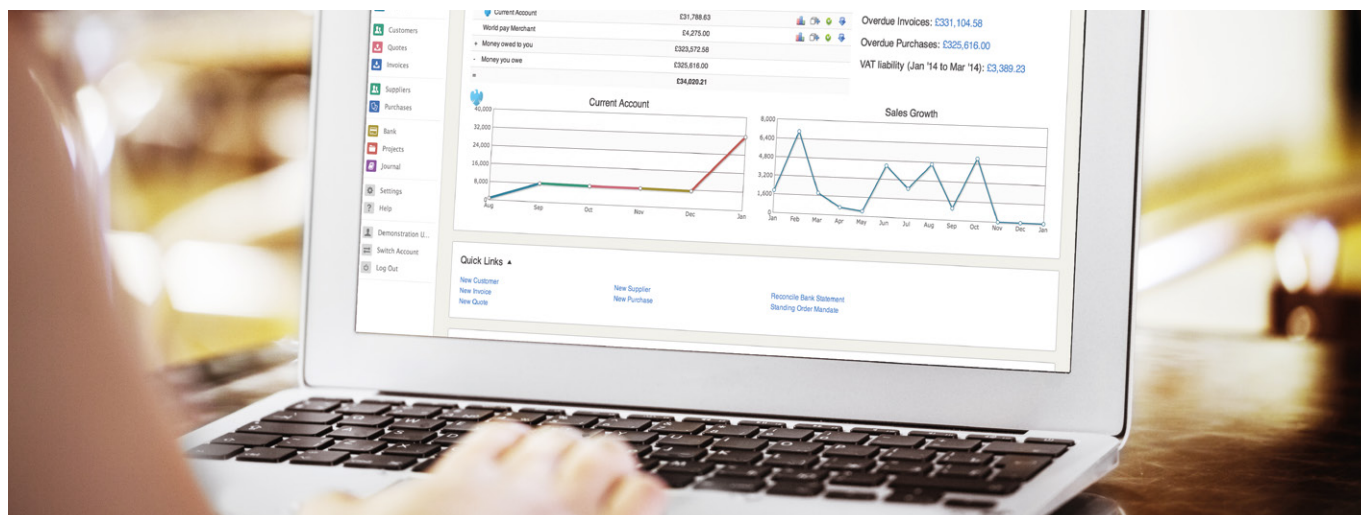 Customers
Quotes
Invoices
Suppliers
Purchases
Bank
Projects
Journal
Settings
Help
Demonstration U...
Switch Account
Log Out
Current Account £31,788.63
World pay Merchant £4,275.00
+ Money owed to you £323,572.58
- Money you owe £325,616.00
= £34,020.21
Overdue Invoices: £331,104.58
Overdue Purchases: £325,616.00
VAT liability (Jan '14 to Mar '14): £3,389.23
Current Account
40,000
32,000
24,000
16,000
8,000
0
Aug Sep Oct Nov Dec Jan
Sales Growth
8,000
6,400
4,800
3,200
1,600
0
Jan Feb Mar Apr May Jun Jul Aug Sep Oct Nov Dec Jan
Quick Links ▲
New Customer New Supplier Reconcile Bank Statement
New Invoice New Purchase Standing Order Mandate
New Quote